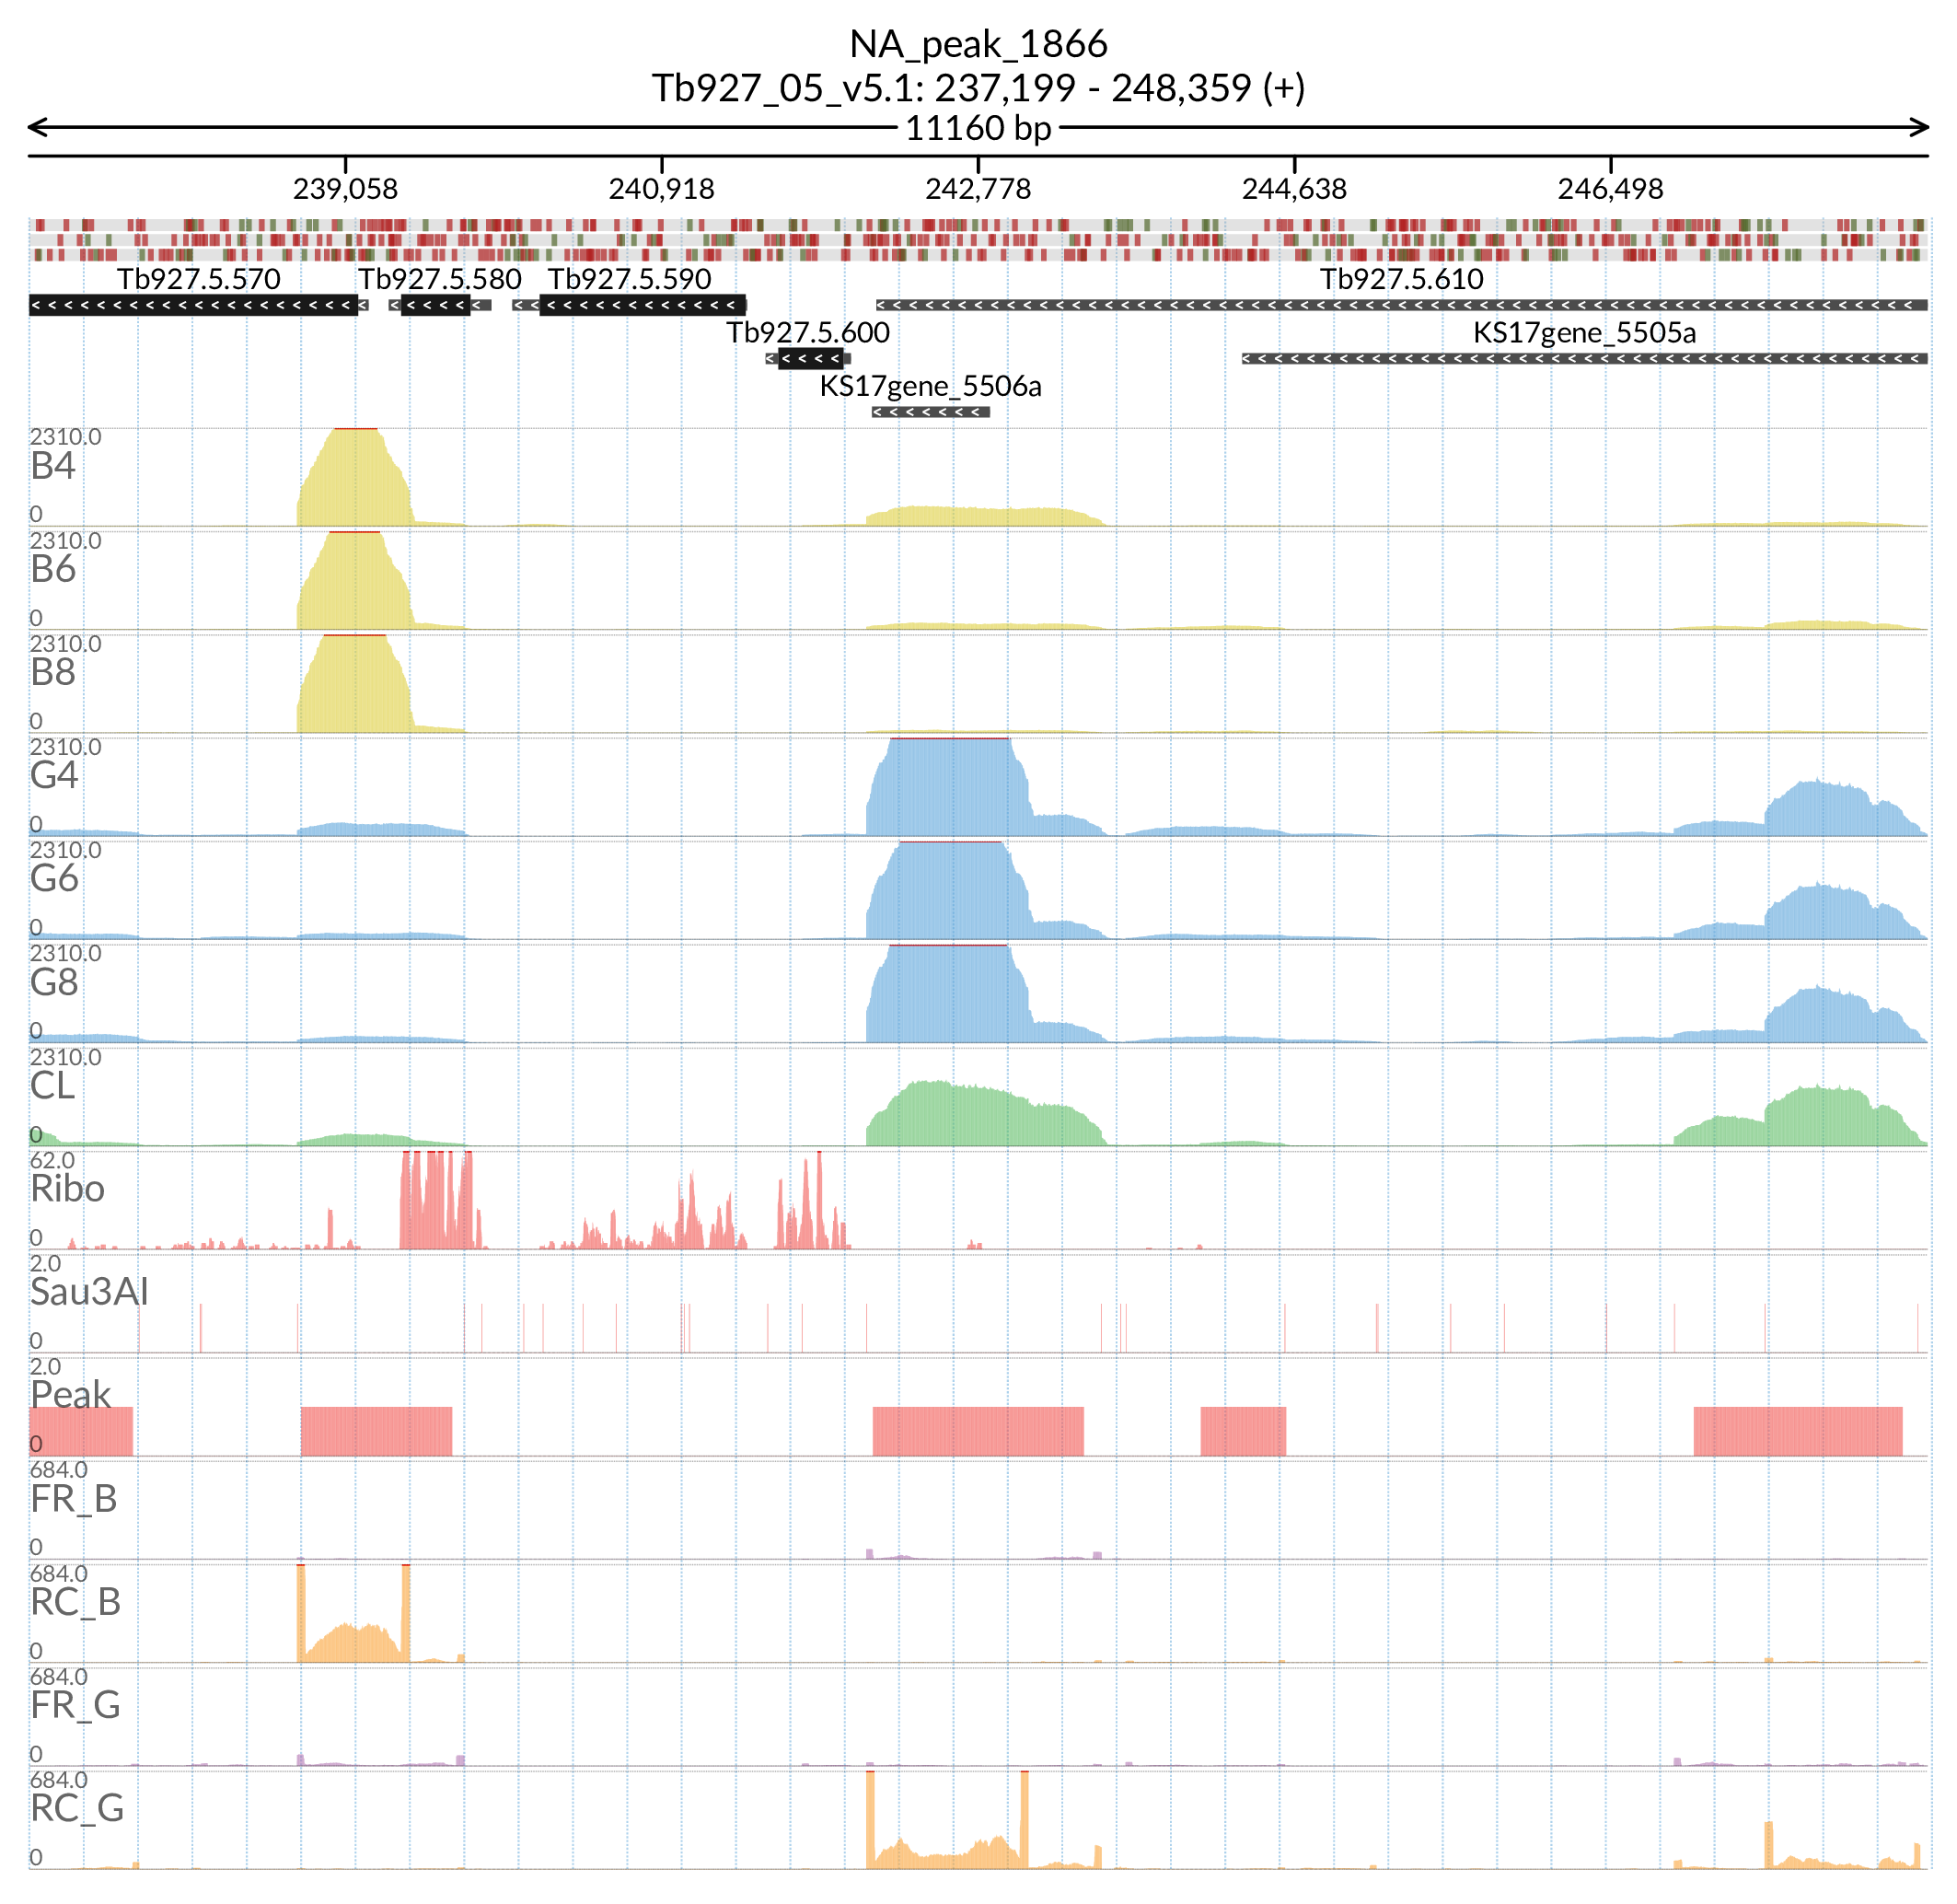 NA_peak_1866
Tb927_05_v5.1: 237,199 - 248,359 (+)
11160 bp
239,058 240,918 242,778 244,638 246,498
Tb927.5.570 Tb927.5.580 Tb927.5.590 Tb927.5.610
Tb927.5.600 KS17gene_5505a
KS17gene_5506a
2310.0
B4
0
2310.0
B6
0
2310.0
B8
0
2310.0
G4
0
2310.0
G6
0
2310.0
G8
0
2310.0
CL
0
62.0
Ribo
0
2.0
Sau3AI
0
2.0
Peak
0
684.0
FR_B
0
684.0
RC_B
0
684.0
FR_G
0
684.0
RC_G
0